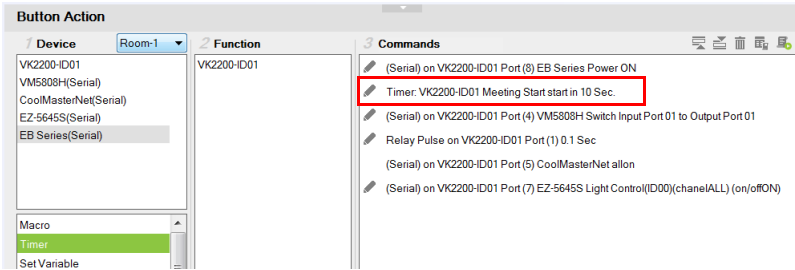 Button Action
1 Device
Room-1
VK2200-ID01
VM5808H(Serial)
CoolMasterNet(Serial)
EZ-5645S(Serial)
EB Series(Serial)
Macro
Timer
Set Variable
2 Function
VK2200-ID01
3 Commands
(Serial) on VK2200-ID01 Port (8) EB Series Power ON
Timer: VK2200-ID01 Meeting Start start in 10 Sec.
(Serial) on VK2200-ID01 Port (4) VM5808H Switch Input Port 01 to Output Port 01
Relay Pulse on VK2200-ID01 Port (1) 0.1 Sec
(Serial) on VK2200-ID01 Port (5) CoolMasterNet allon
(Serial) on VK2200-ID01 Port (7) EZ-5645S Light Control(ID00)(chanelALL) (on/offON)